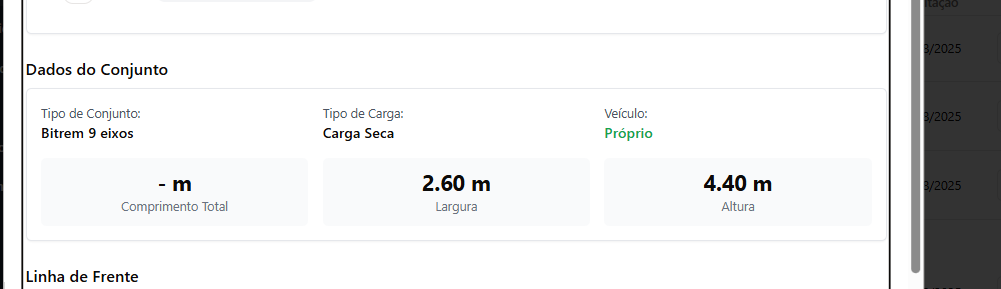 itação
3/2025
Dados do Conjunto
Tipo de Conjunto:
Bitrem 9 eixos
Tipo de Carga:
Carga Seca
Veículo:
Próprio
3/2025
- m
Comprimento Total
2.60 m
Largura
4.40 m
Altura
3/2025
Linha de Frente